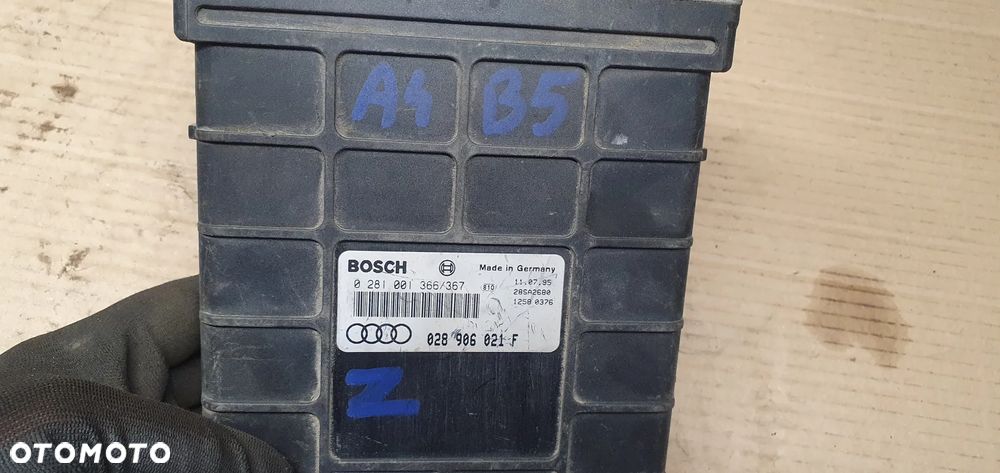 A4 B5
BOSCH Made in Germany
0 281 001 366/367 11.07.95
28SA2680
1258 0376
028 906 021 F
Z
OTOMOTO